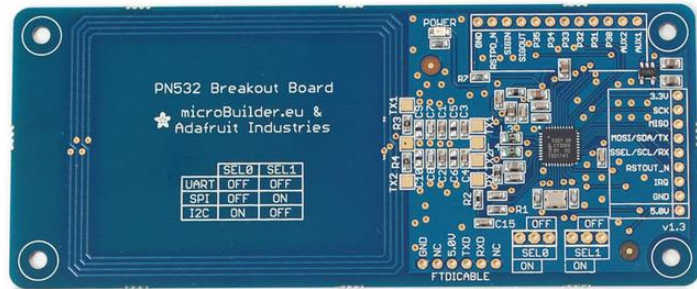 PN532 Breakout Board
microBuilder.eu &
Adafruit Industries
SEL0 SEL1
UART OFF OFF
SPI OFF ON
I2C ON OFF
POWER
GND
RSTPD_N
SIGIN
SIGOUT
P35
P34
P33
P32
P31
P30
AUX2
AUX1
R7
TX1
R3
R4
TX2
R2
R1
C15
3.3V
SCK
MISO
MOSI/SDA/TX
SSEL/SCL/RX
RSTOUT_N
IRQ
GND
5.0V
v1.3
OFF OFF
SEL0 SEL1
ON ON
GND
NC
5.0V
TXD
RXD
NC
FTDICABLE